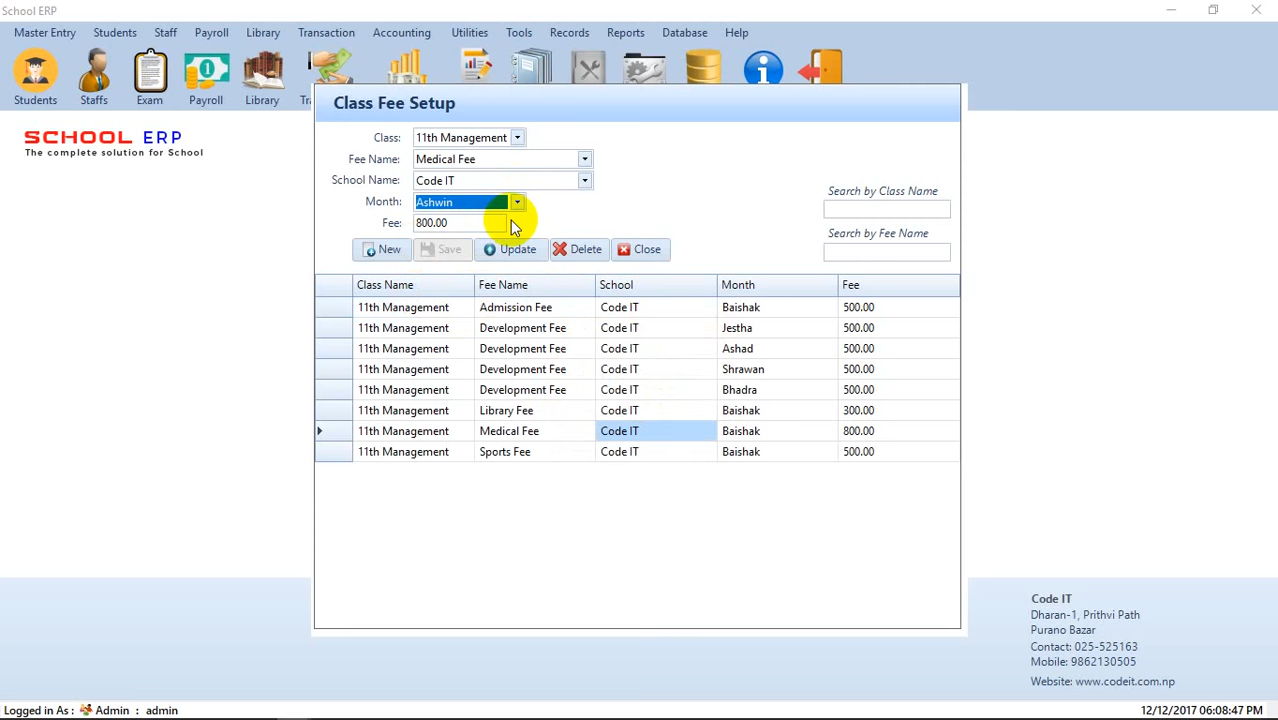 School ERP
Master Entry Students Staff Payroll Library Transaction Accounting Utilities Tools Records Reports Database Help
Students Staffs Exam Payroll Library
SCHOOL ERP
The complete solution for School
Class Fee Setup
Class: 11th Management
Fee Name: Medical Fee
School Name: Code IT
Month: Ashwin
Fee: 800.00
Search by Class Name
Search by Fee Name
New Save Update Delete Close
Class Name Fee Name School Month Fee
11th Management Admission Fee Code IT Baishak 500.00
11th Management Development Fee Code IT Jestha 500.00
11th Management Development Fee Code IT Ashad 500.00
11th Management Development Fee Code IT Shrawan 500.00
11th Management Development Fee Code IT Bhadra 500.00
11th Management Library Fee Code IT Baishak 300.00
11th Management Medical Fee Code IT Baishak 800.00
11th Management Sports Fee Code IT Baishak 500.00
Code IT
Dharan-1, Prithvi Path
Purano Bazar
Contact: 025-525163
Mobile: 9862130505
Website: www.codeit.com.np
Logged in As : Admin : admin 12/12/2017 06:08:47 PM